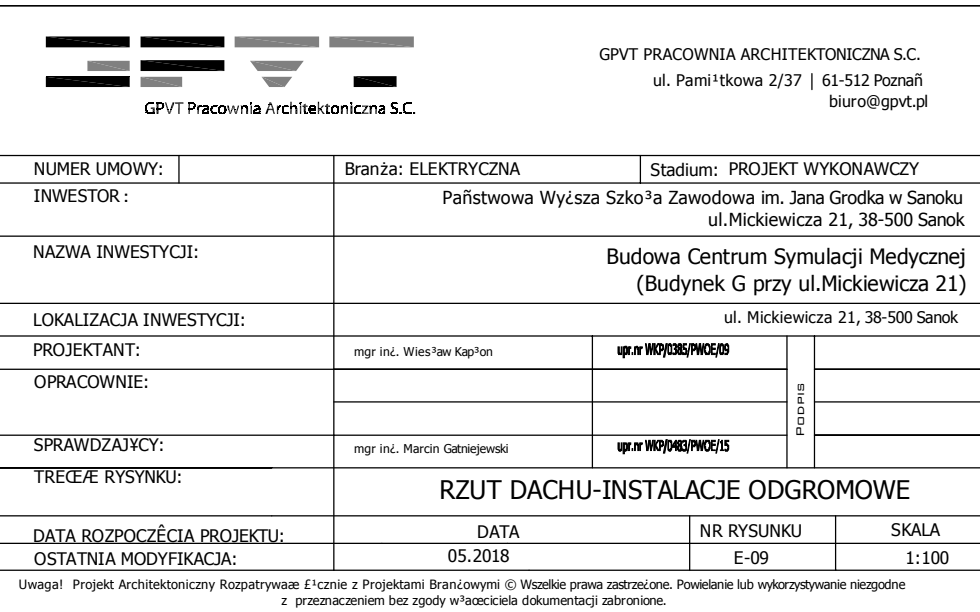 GPVT Pracownia Architektoniczna S.C.
GPVT PRACOWNIA ARCHITEKTONICZNA S.C.
ul. Pami¹tkowa 2/37 | 61-512 Poznañ
biuro@gpvt.pl
NUMER UMOWY: Branża: ELEKTRYCZNA Stadium: PROJEKT WYKONAWCZY
INWESTOR : Pañstwowa Wy¿sza Szko³a Zawodowa im. Jana Grodka w Sanoku
ul.Mickiewicza 21, 38-500 Sanok
NAZWA INWESTYCJI: Budowa Centrum Symulacji Medycznej
(Budynek G przy ul.Mickiewicza 21)
LOKALIZACJA INWESTYCJI: ul. Mickiewicza 21, 38-500 Sanok
PROJEKTANT: mgr in¿. Wies³aw Kap³on upr.nr WKP/0385/PWOE/09
OPRACOWNIE:
PODPIS
SPRAWDZAJ¥CY: mgr in¿. Marcin Gatniejewski upr.nr WKP/0483/PWOE/15
TREŒÆ RYSYNKU: RZUT DACHU-INSTALACJE ODGROMOWE
DATA ROZPOCZÊCIA PROJEKTU: DATA NR RYSUNKU SKALA
OSTATNIA MODYFIKACJA: 05.2018 E-09 1:100
Uwaga! Projekt Architektoniczny Rozpatrywaæ £¹cznie z Projektami Bran¿owymi © Wszelkie prawa zastrze¿one. Powielanie lub wykorzystywanie niezgodne
z przeznaczeniem bez zgody w³aœciciela dokumentacji zabronione.